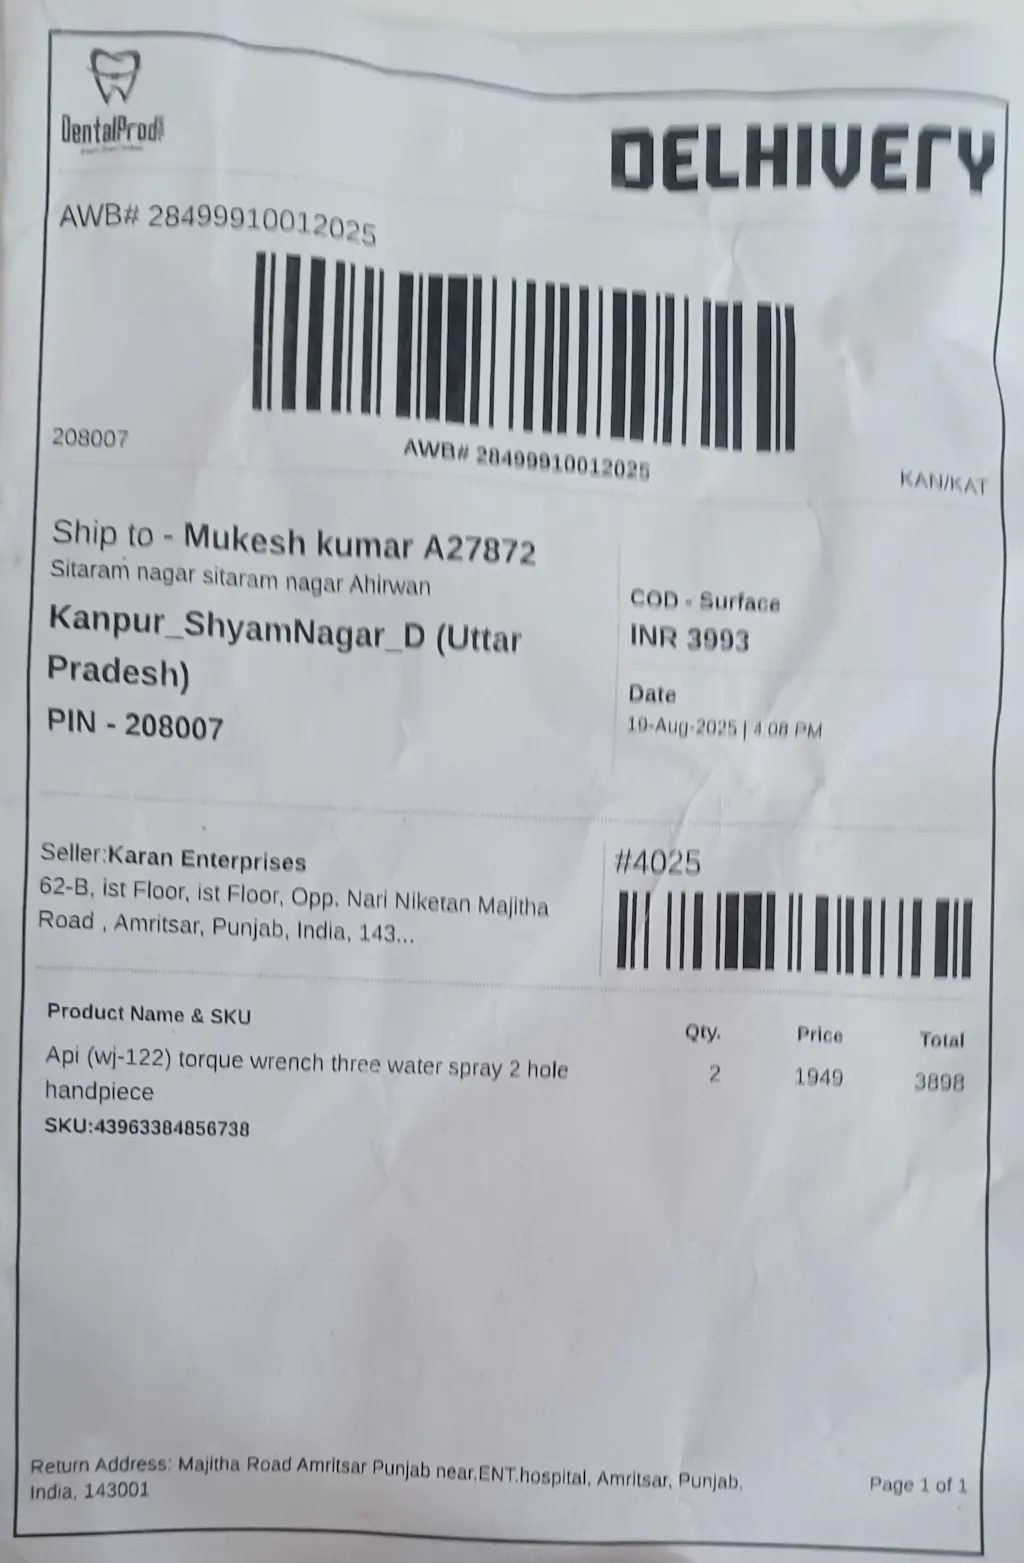 DentalProd
DELHIVERY
AWB# 28499910012025
AWB# 28499910012025
208007
KAN/KAT
Ship to - Mukesh kumar A27872
Sitaram nagar sitaram nagar Ahirwan
Kanpur_ShyamNagar_D (Uttar
Pradesh)
PIN - 208007
COD - Surface
INR 3993
Date
19-Aug-2025 | 4:08 PM
Seller:Karan Enterprises
62-B, ist Floor, ist Floor, Opp. Nari Niketan Majitha
Road , Amritsar, Punjab, India, 143...
#4025
Product Name & SKU
Qty.
Price
Total
Api (wj-122) torque wrench three water spray 2 hole
handpiece
2
1949
3898
SKU:43963384856738
Return Address: Majitha Road Amritsar Punjab near,ENT.hospital, Amritsar, Punjab,
India, 143001
Page 1 of 1